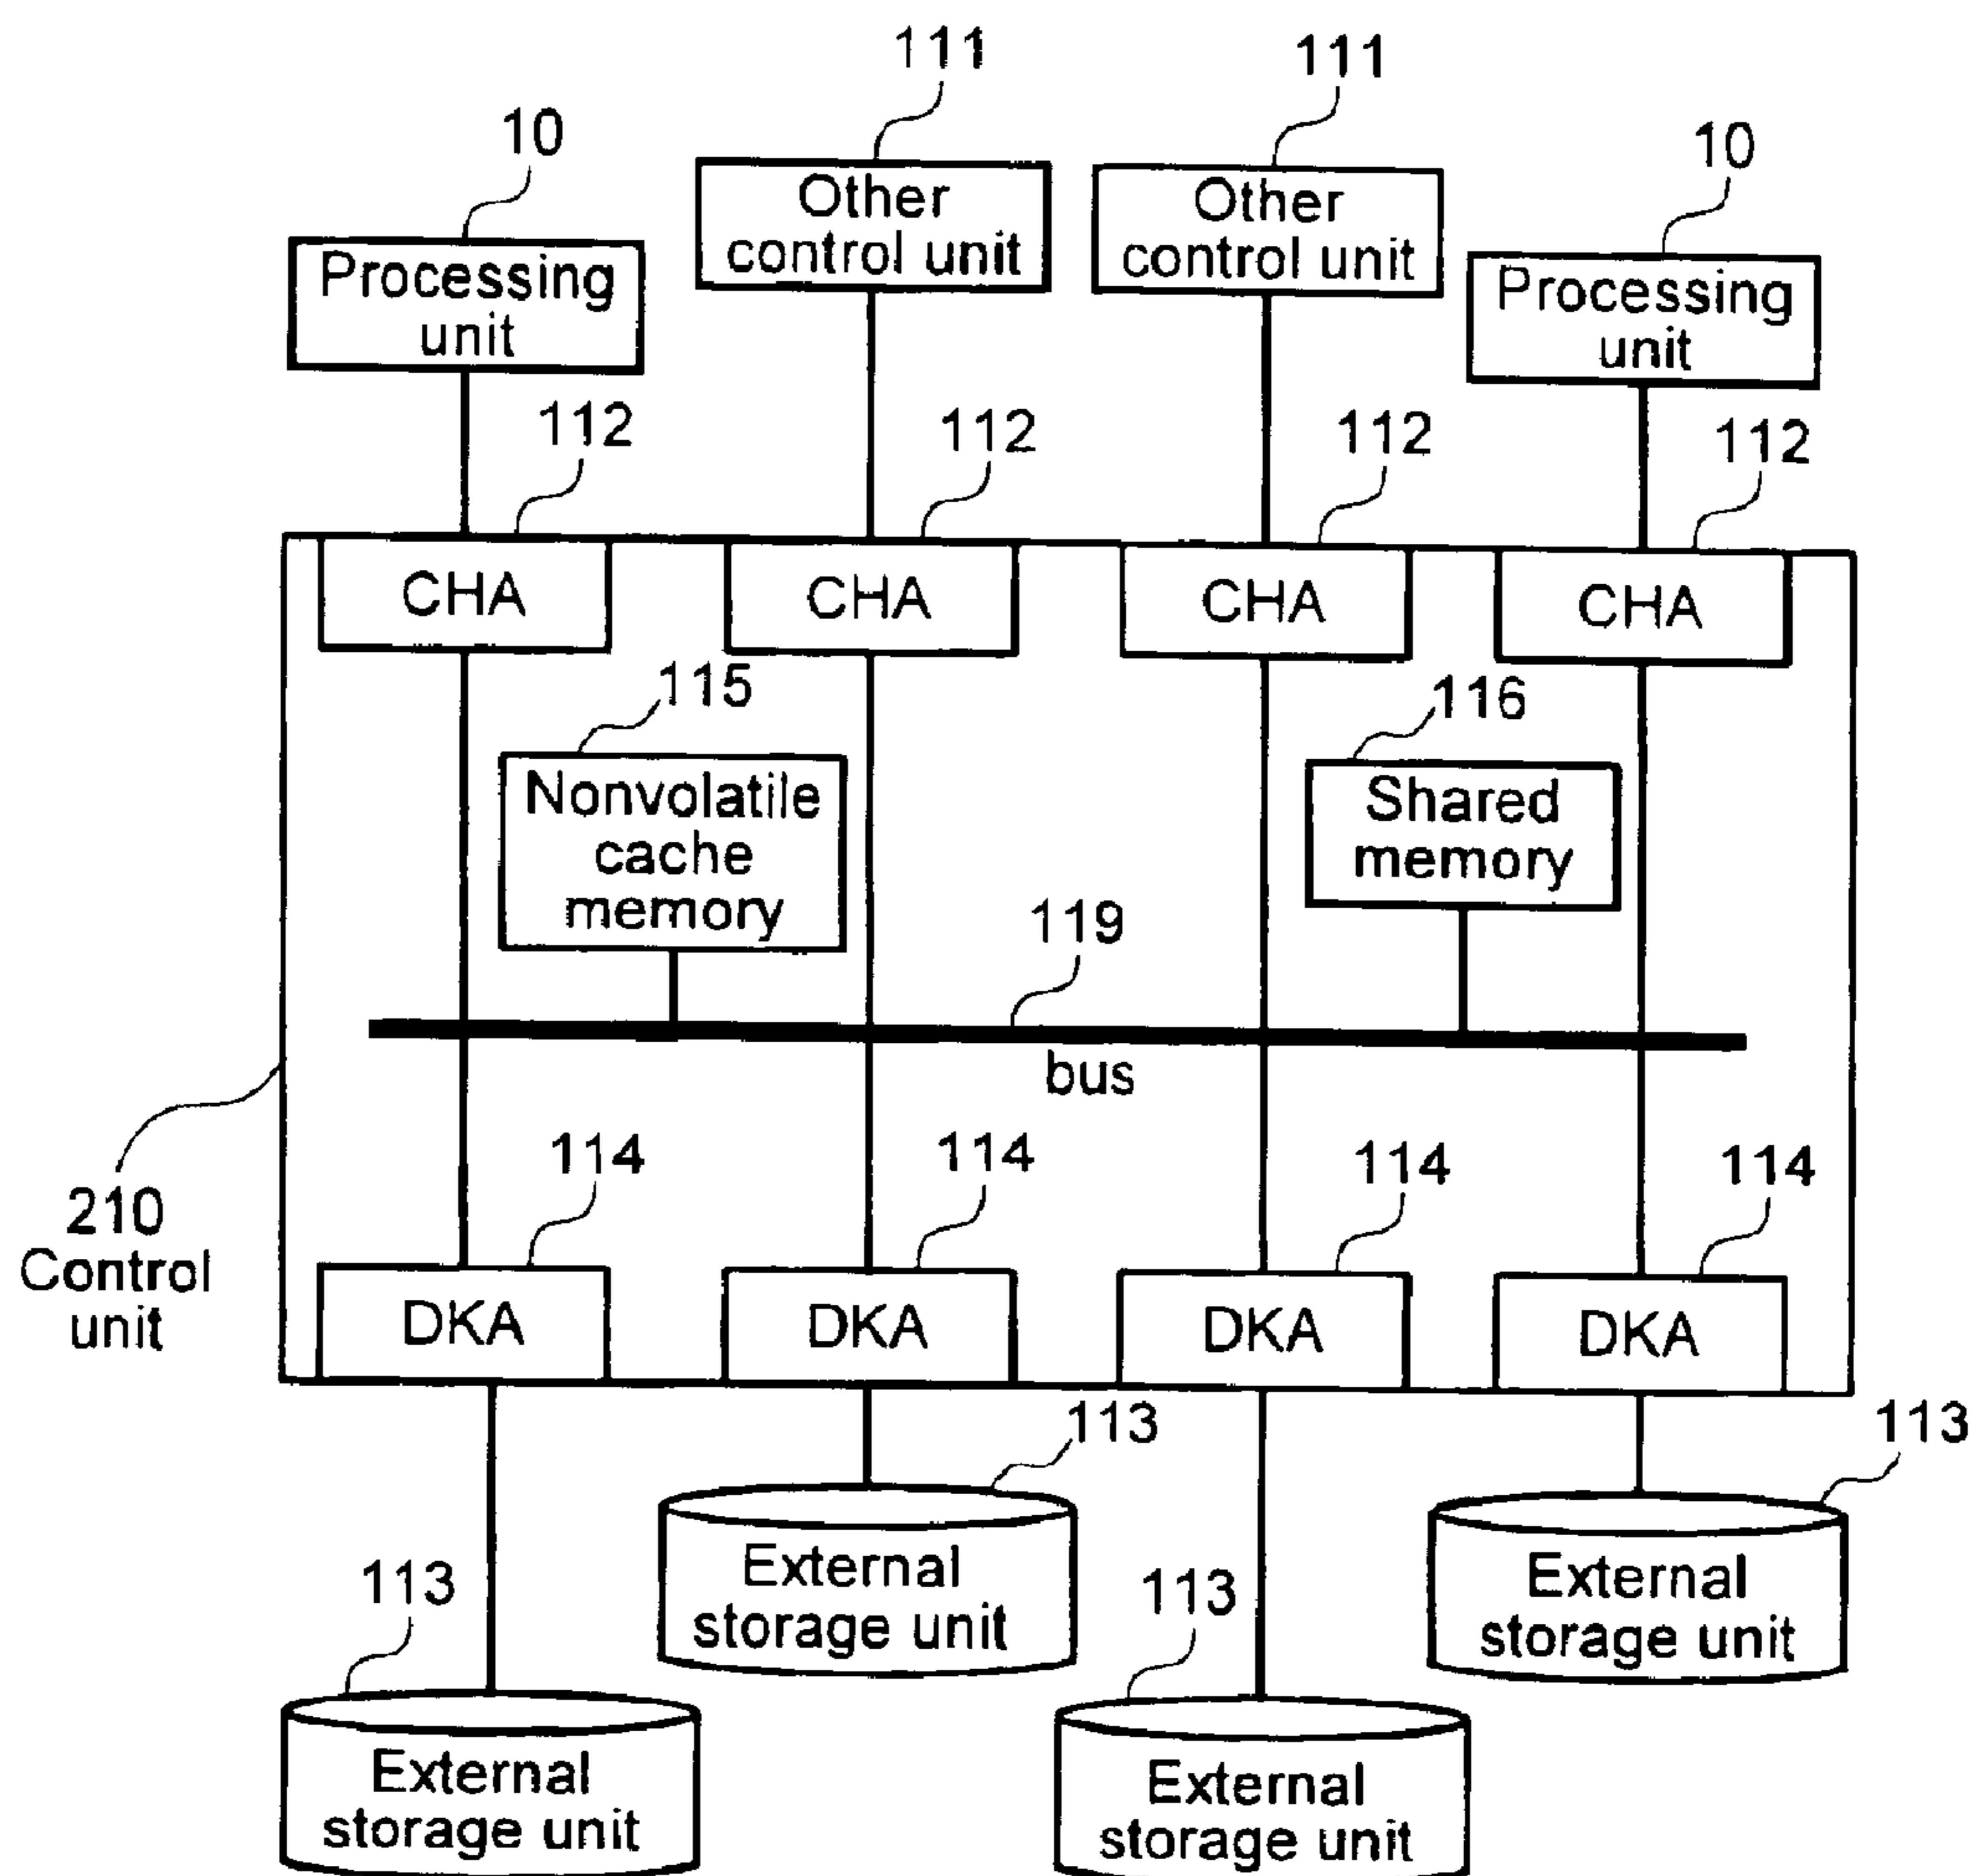 111
111
10
10
Other
control unit
Other
control unit
Processing
unit
Processing
unit
112
112
112
112
CHA
CHA
CHA
CHA
115
116
Nonvolatile
cache
memory
Shared
memory
119
bus
114
114
114
114
210
Control
unit
DKA
DKA
DKA
DKA
113
113
External
storage unit
External
storage unit
113
113
External
storage unit
External
storage unit